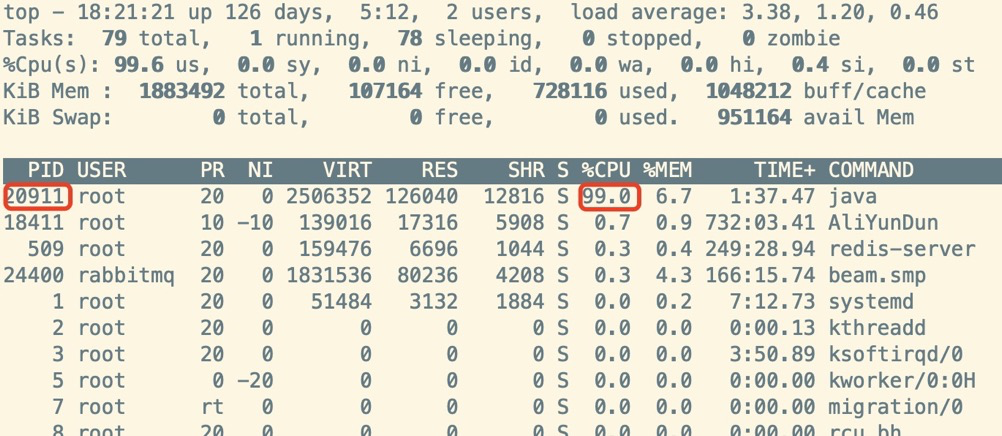 top - 18:21:21 up 126 days,  5:12,  2 users,  load average: 3.38, 1.20, 0.46
Tasks:  79 total,   1 running,  78 sleeping,   0 stopped,   0 zombie
%Cpu(s): 99.6 us,  0.0 sy,  0.0 ni,  0.0 id,  0.0 wa,  0.0 hi,  0.4 si,  0.0 st
KiB Mem :  1883492 total,   107164 free,   728116 used,  1048212 buff/cache
KiB Swap:        0 total,        0 free,        0 used.   951164 avail Mem
PID USER      PR  NI    VIRT    RES    SHR S %CPU %MEM     TIME+ COMMAND
20911 root      20   0 2506352 126040  12816 S 99.0  6.7   1:37.47 java
18411 root      10 -10  139016  17316   5908 S  0.7  0.9 732:03.41 AliYunDun
509 root      20   0  159476   6696   1044 S  0.3  0.4 249:28.94 redis-server
24400 rabbitmq  20   0 1831536  80236   4208 S  0.3  4.3 166:15.74 beam.smp
1 root      20   0   51484   3132   1884 S  0.0  0.2   7:12.73 systemd
2 root      20   0       0      0      0 S  0.0  0.0   0:00.13 kthreadd
3 root      20   0       0      0      0 S  0.0  0.0   3:50.89 ksoftirqd/0
5 root       0 -20       0      0      0 S  0.0  0.0   0:00.00 kworker/0:0H
7 root      rt   0       0      0      0 S  0.0  0.0   0:00.00 migration/0
8 root      20   0       0      0      0 S  0.0  0.0   0:00.00 rcu_bh